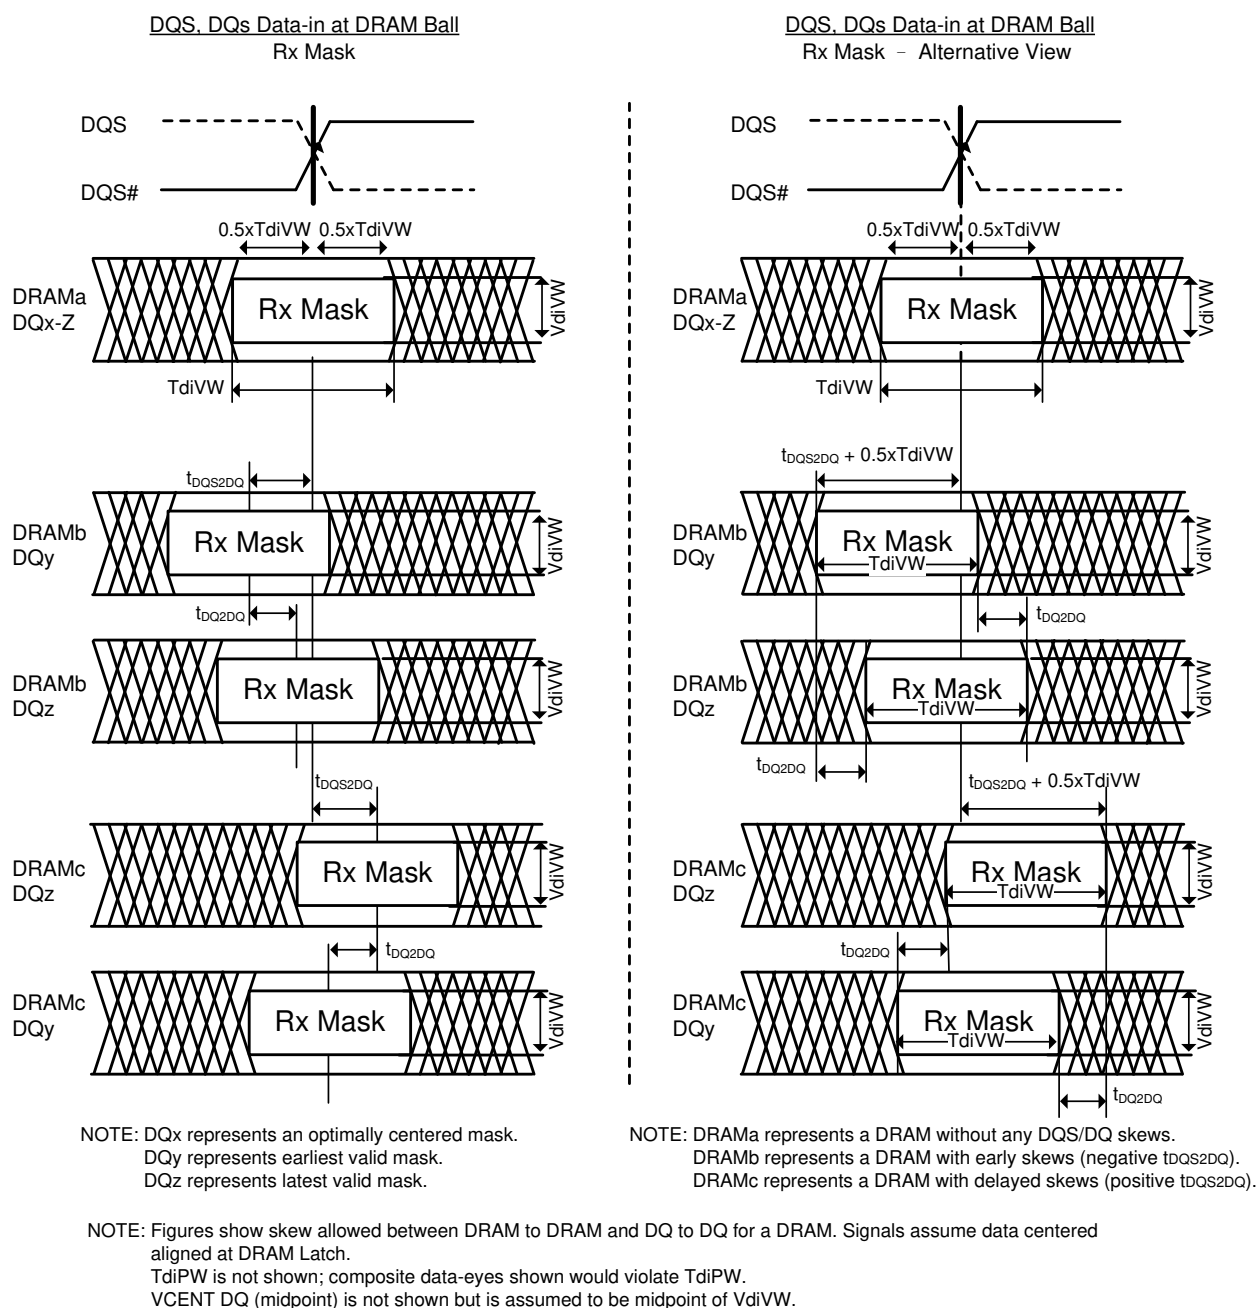 DQS, DQs Data-in at DRAM Ball
Rx Mask
DQS
DQS#
0.5xTdiVW 0.5xTdiVW
DRAMa
DQx-Z
Rx Mask
VdiVW
TdiVW
tDQS2DQ
DRAMb
DQy
Rx Mask
VdiVW
tDQ2DQ
DRAMb
DQz
Rx Mask
VdiVW
tDQS2DQ
DRAMc
DQz
Rx Mask
VdiVW
tDQ2DQ
DRAMc
DQy
Rx Mask
VdiVW
NOTE: DQx represents an optimally centered mask.
DQy represents earliest valid mask.
DQz represents latest valid mask.
DQS, DQs Data-in at DRAM Ball
Rx Mask – Alternative View
DQS
DQS#
0.5xTdiVW 0.5xTdiVW
DRAMa
DQx-Z
Rx Mask
VdiVW
TdiVW
tDQS2DQ + 0.5xTdiVW
DRAMb
DQy
Rx Mask
TdiVW
VdiVW
tDQ2DQ
DRAMb
DQz
Rx Mask
TdiVW
VdiVW
tDQ2DQ
tDQS2DQ + 0.5xTdiVW
DRAMc
DQz
Rx Mask
TdiVW
VdiVW
tDQ2DQ
DRAMc
DQy
Rx Mask
TdiVW
VdiVW
tDQ2DQ
NOTE: DRAMa represents a DRAM without any DQS/DQ skews.
DRAMb represents a DRAM with early skews (negative tDQS2DQ).
DRAMc represents a DRAM with delayed skews (positive tDQS2DQ).
NOTE: Figures show skew allowed between DRAM to DRAM and DQ to DQ for a DRAM. Signals assume data centered
aligned at DRAM Latch.
TdiPW is not shown; composite data-eyes shown would violate TdiPW.
VCENT DQ (midpoint) is not shown but is assumed to be midpoint of VdiVW.